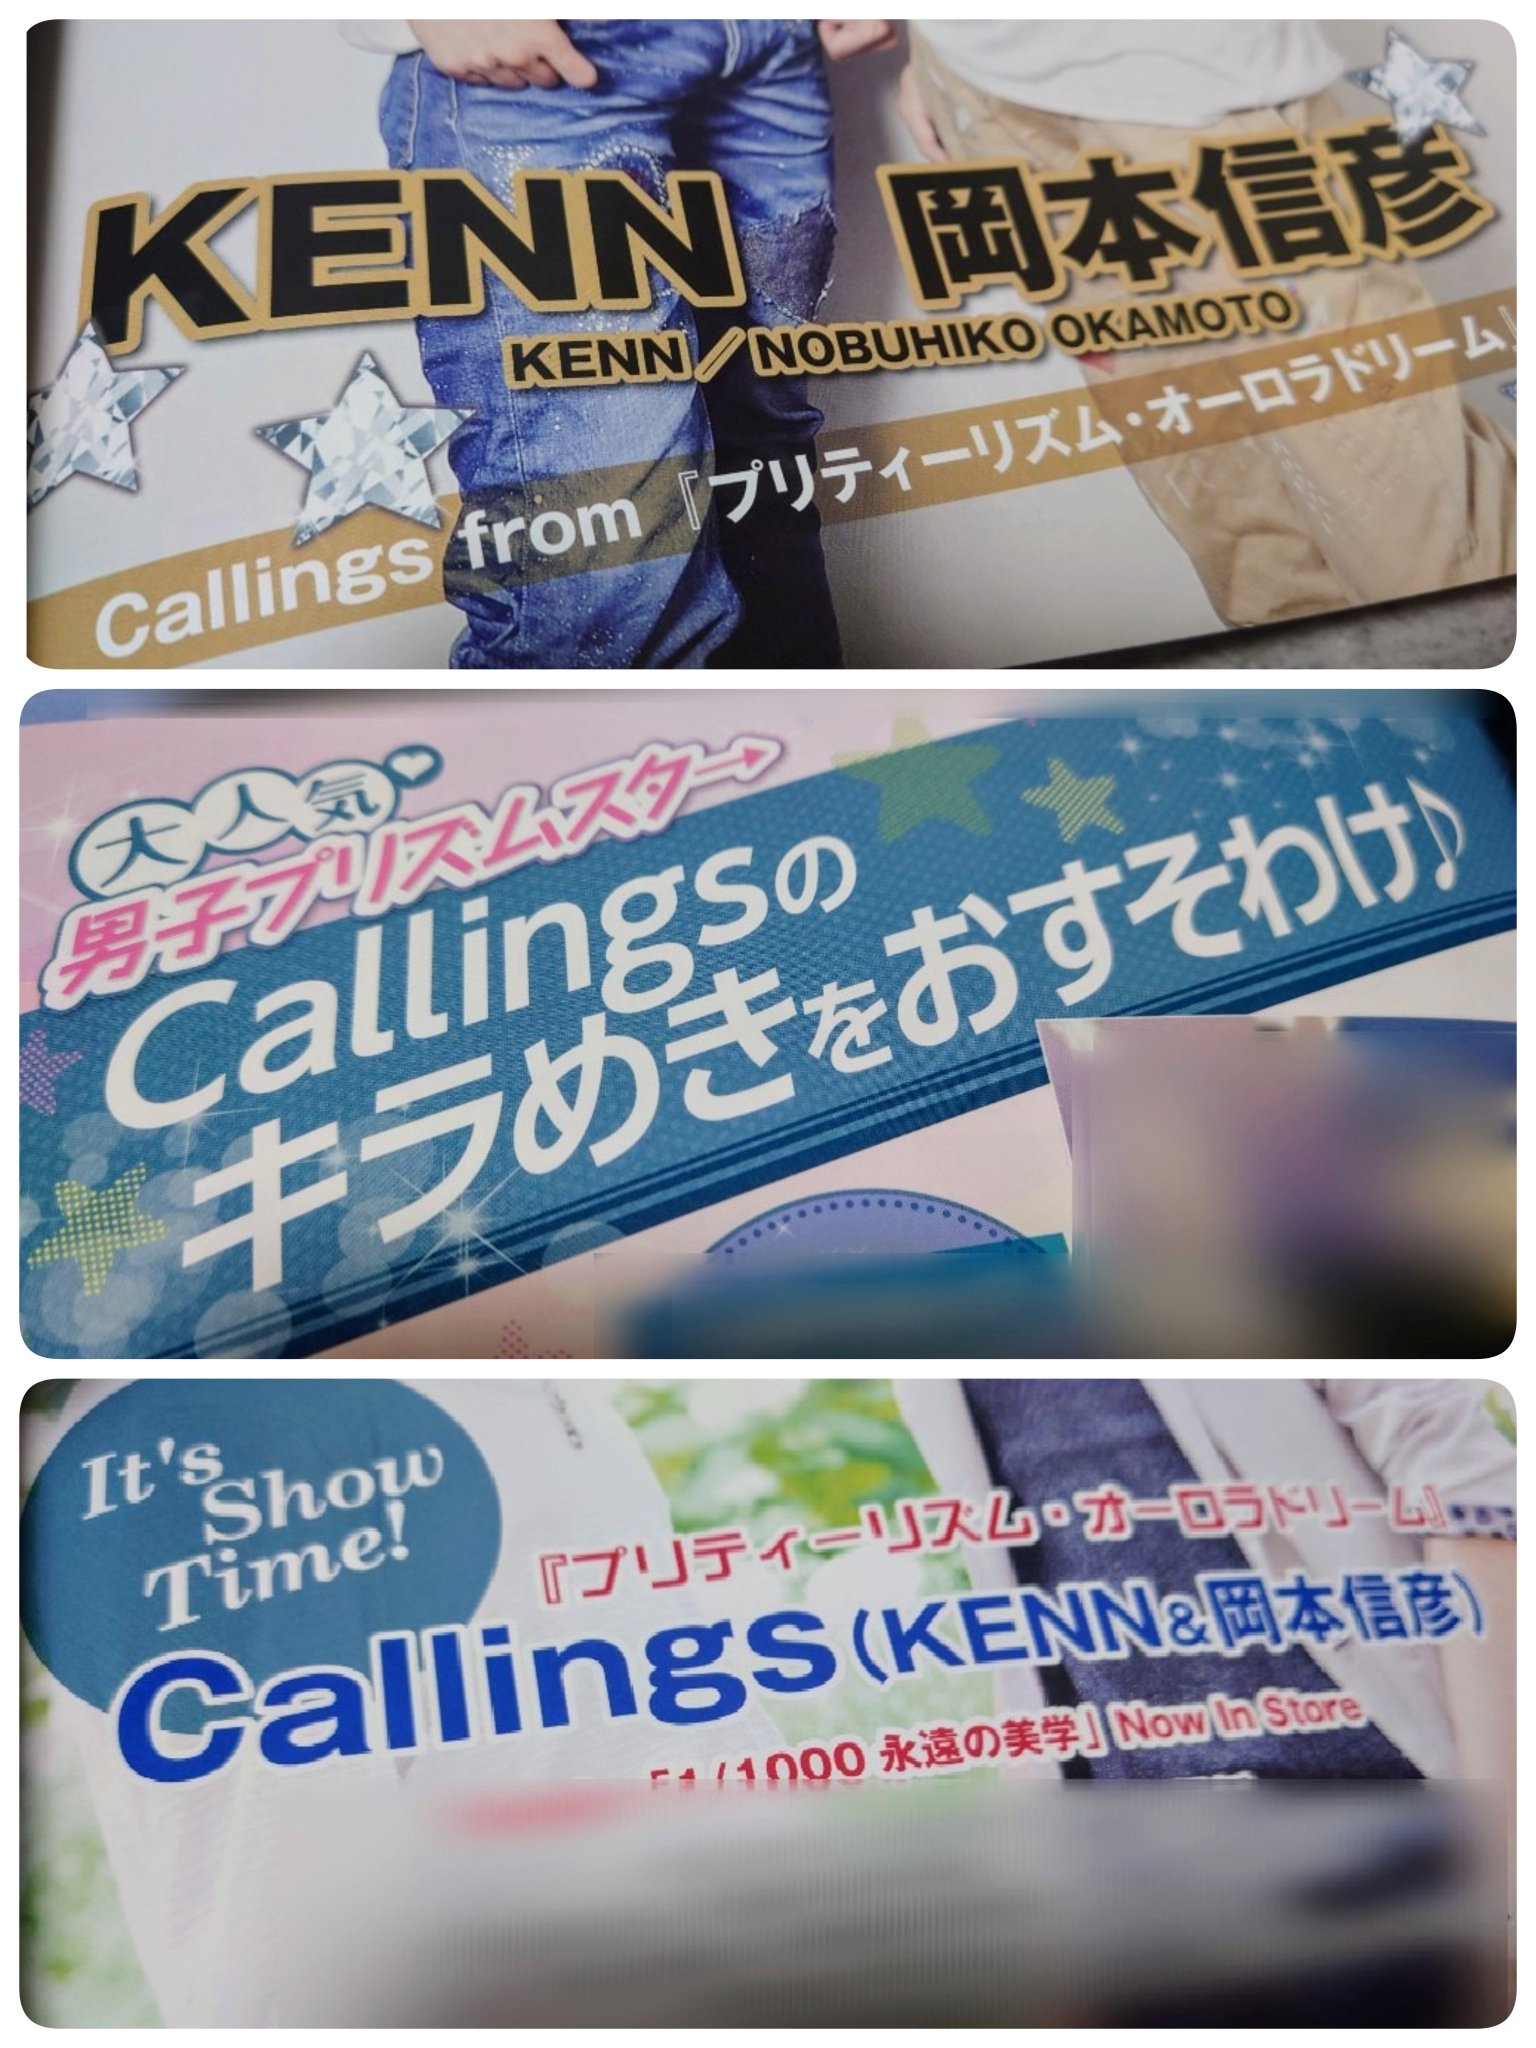 KENN 岡本信彦
KENN／NOBUHIKO OKAMOTO
Callings from『プリティーリズム・オーロラドリーム』
大人気♥
男子プリズムスター→
Callingsの
キラめきをおすそわけ♪
It's
Show
Time!
『プリティーリズム・オーロラドリーム』
Callings(KENN&岡本信彦)
「1/1000 永遠の美学」Now In Store